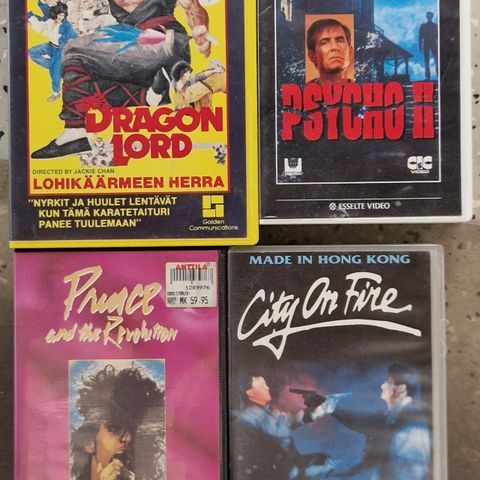 DRAGON
LORD
DIRECTED BY JACKIE CHAN
LOHIKÄÄRMEEN HERRA
"NYRKIT JA HUULET LENTÄVÄT
KUN TÄMÄ KARATETAITURI
PANEE TUULEMAAN"
Golden
Communications
PSYCHO II
CIC
VIDEO
ESSELTE VIDEO
Prince
and the Revolution
ANTTILA
1293976
MK 59.95
MADE IN HONG KONG
City On Fire